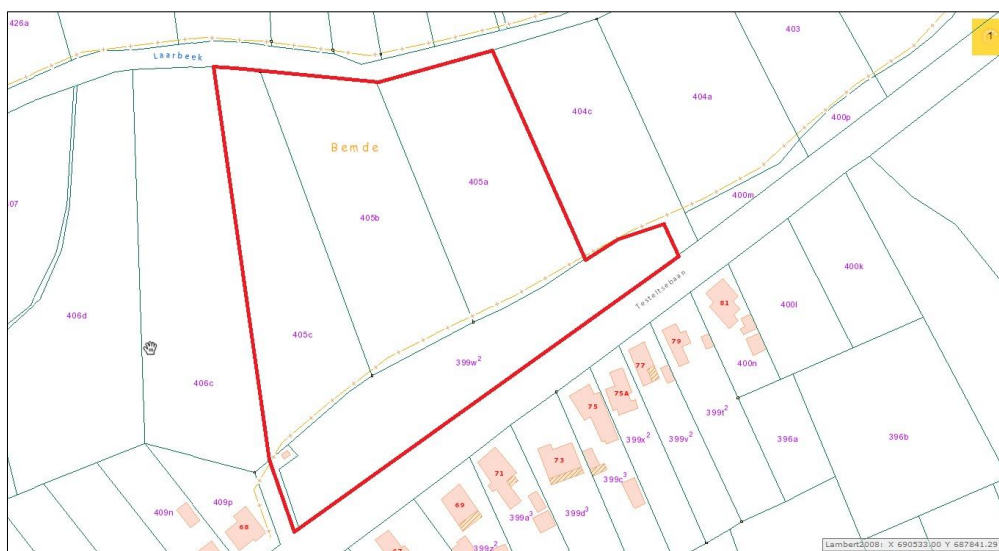 426a
403
1
Laarbeek
404c
404a
400p
Bemde
405a
400m
07
405b
400k
Testeltsebaan
81
400l
406d
405c
79
399w²
77
400n
406c
75A
75
399t²
399x²
399v²
396a
396b
73
71
399c³
69
409p
409n
399a³
399d³
68
399z²
67
Lambert2008: X 690533.00 Y 687841.29